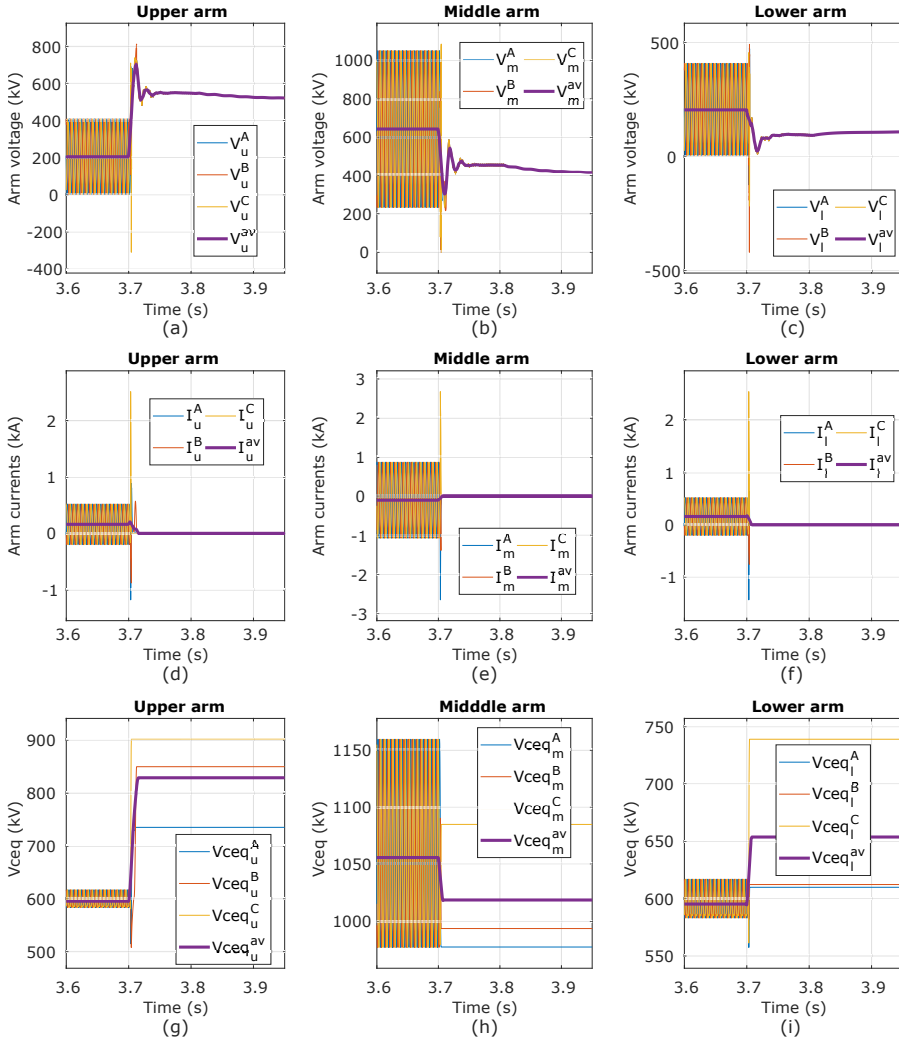 Upper arm
Arm voltage (kV)
800
600
400
200
0
-200
-400
V_u^A
V_u^B
V_u^C
V_u^av
3.6 3.7 3.8 3.9
Time (s)
(a)
Middle arm
Arm voltage (kV)
1000
800
600
400
200
0
V_m^A V_m^C
V_m^B V_m^av
3.6 3.7 3.8 3.9
Time (s)
(b)
Lower arm
Arm voltage (kV)
500
0
-500
V_l^A V_l^C
V_l^B V_l^av
3.6 3.7 3.8 3.9
Time (s)
(c)
Upper arm
Arm currents (kA)
2
1
0
-1
I_u^A I_u^C
I_u^B I_u^av
3.6 3.7 3.8 3.9
Time (s)
(d)
Middle arm
Arm currents (kA)
3
2
1
0
-1
-2
-3
I_m^A I_m^C
I_m^B I_m^av
3.6 3.7 3.8 3.9
Time (s)
(e)
Lower arm
Arm currents (kA)
2
1
0
-1
I_l^A I_l^C
I_l^B I_l^av
3.6 3.7 3.8 3.9
Time (s)
(f)
Upper arm
Vceq (kV)
900
800
700
600
500
Vceq_u^A
Vceq_u^B
Vceq_u^C
Vceq_u^av
3.6 3.7 3.8 3.9
Time (s)
(g)
Midddle arm
Vceq (kV)
1150
1100
1050
1000
Vceq_m^A
Vceq_m^B
Vceq_m^C
Vceq_m^av
3.6 3.7 3.8 3.9
Time (s)
(h)
Lower arm
Vceq (kV)
750
700
650
600
550
Vceq_l^A
Vceq_l^B
Vceq_l^C
Vceq_l^av
3.6 3.7 3.8 3.9
Time (s)
(i)